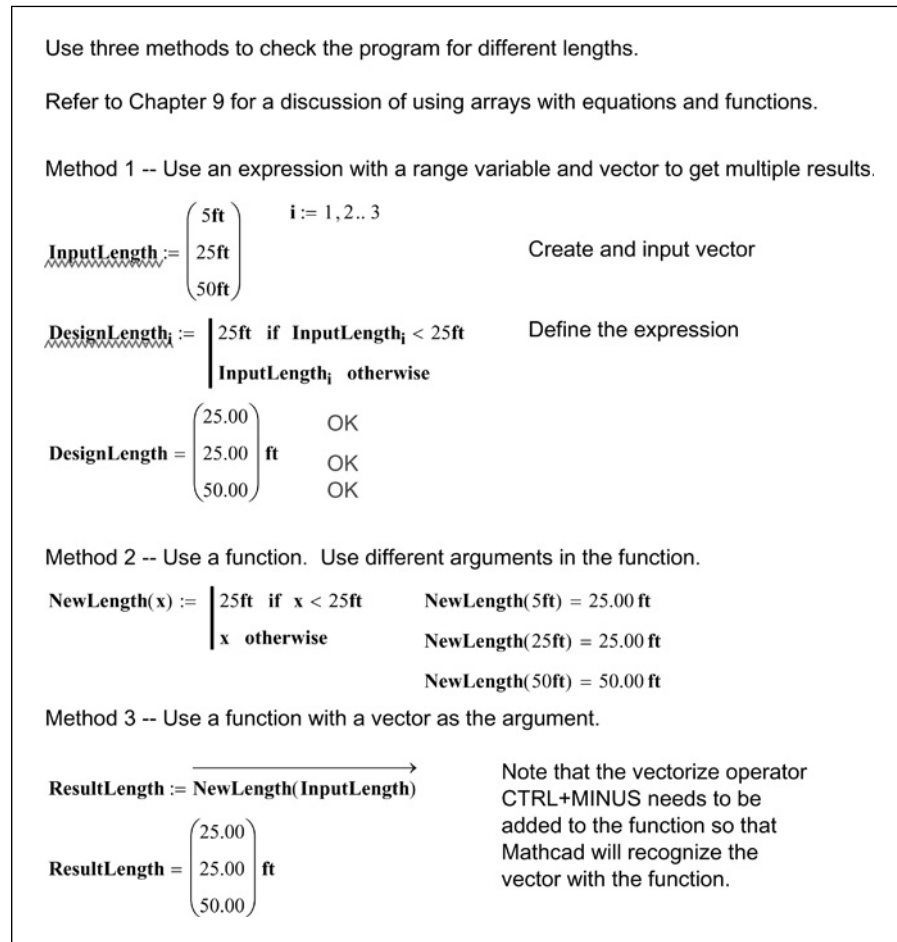 Use three methods to check the program for different lengths.
Refer to Chapter 9 for a discussion of using arrays with equations and functions.
Method 1 -- Use an expression with a range variable and vector to get multiple results.
5ft
i := 1, 2.. 3
InputLength := 25ft
Create and input vector
50ft
DesignLengthᵢ := 25ft if InputLengthᵢ < 25ft
Define the expression
InputLengthᵢ otherwise
25.00 OK
DesignLength = 25.00 ft OK
50.00 OK
Method 2 -- Use a function. Use different arguments in the function.
NewLength(x) := 25ft if x < 25ft
NewLength(5ft) = 25.00 ft
x otherwise
NewLength(25ft) = 25.00 ft
NewLength(50ft) = 50.00 ft
Method 3 -- Use a function with a vector as the argument.
ResultLength := NewLength(InputLength)
25.00
ResultLength = 25.00 ft
50.00
Note that the vectorize operator
CTRL+MINUS needs to be
added to the function so that
Mathcad will recognize the
vector with the function.